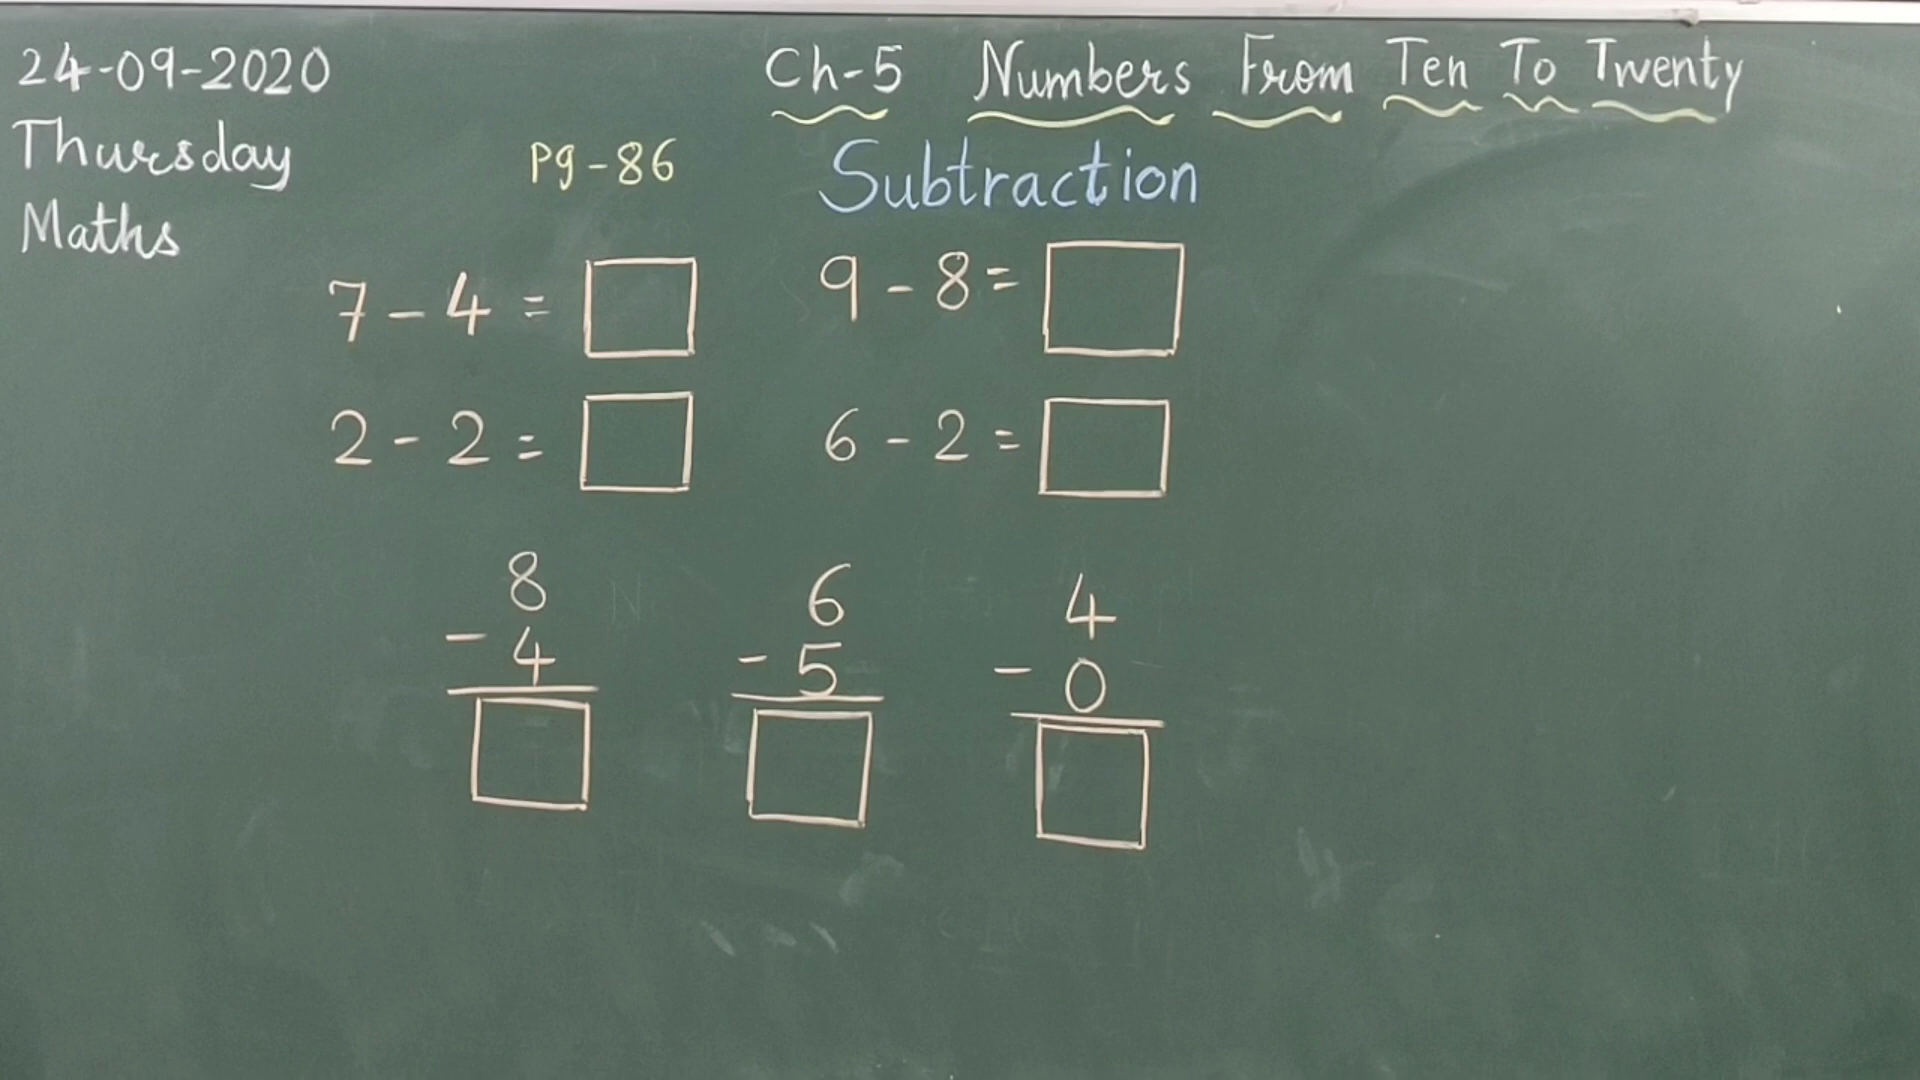 24-09-2020
Ch-5 Numbers From Ten To Twenty
Thursday
Pg-86 Subtraction
Maths
7 - 4 =
9 - 8 =
2 - 2 =
6 - 2 =
8
- 4
6
- 5
4
- 0